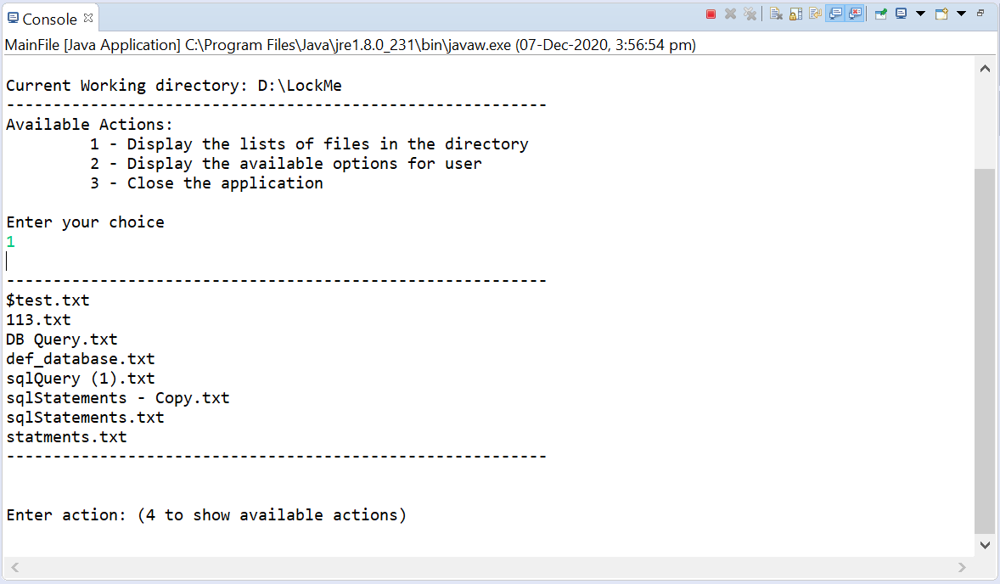 Console
MainFile [Java Application] C:\Program Files\Java\jre1.8.0_231\bin\javaw.exe (07-Dec-2020, 3:56:54 pm)
Current Working directory: D:\LockMe
----------------------------------------------------------
Available Actions:
1 - Display the lists of files in the directory
2 - Display the available options for user
3 - Close the application
Enter your choice
1
----------------------------------------------------------
$test.txt
113.txt
DB Query.txt
def_database.txt
sqlQuery (1).txt
sqlStatements - Copy.txt
sqlStatements.txt
statments.txt
----------------------------------------------------------
Enter action: (4 to show available actions)